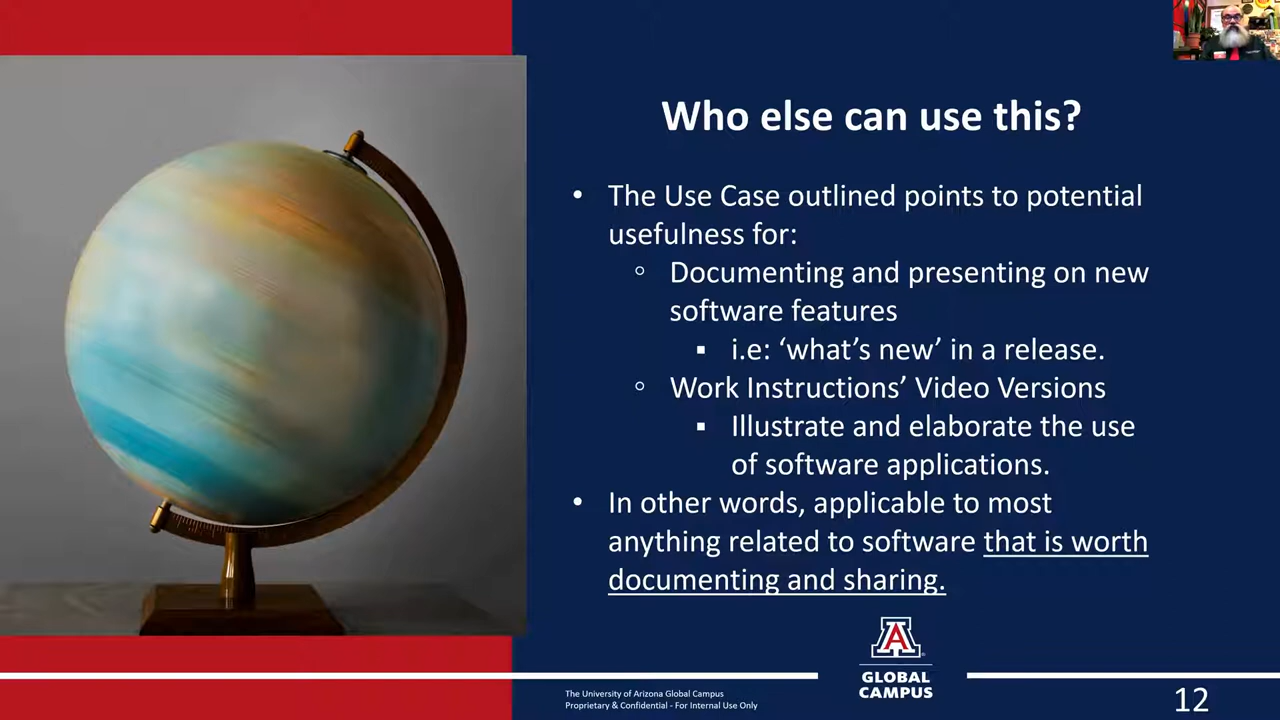 Who else can use this?
• The Use Case outlined points to potential
usefulness for:
○ Documenting and presenting on new
software features
▪ i.e: ‘what’s new’ in a release.
○ Work Instructions’ Video Versions
▪ Illustrate and elaborate the use
of software applications.
• In other words, applicable to most
anything related to software that is worth
documenting and sharing.
A
GLOBAL
CAMPUS
The University of Arizona Global Campus
Proprietary & Confidential - For Internal Use Only
12